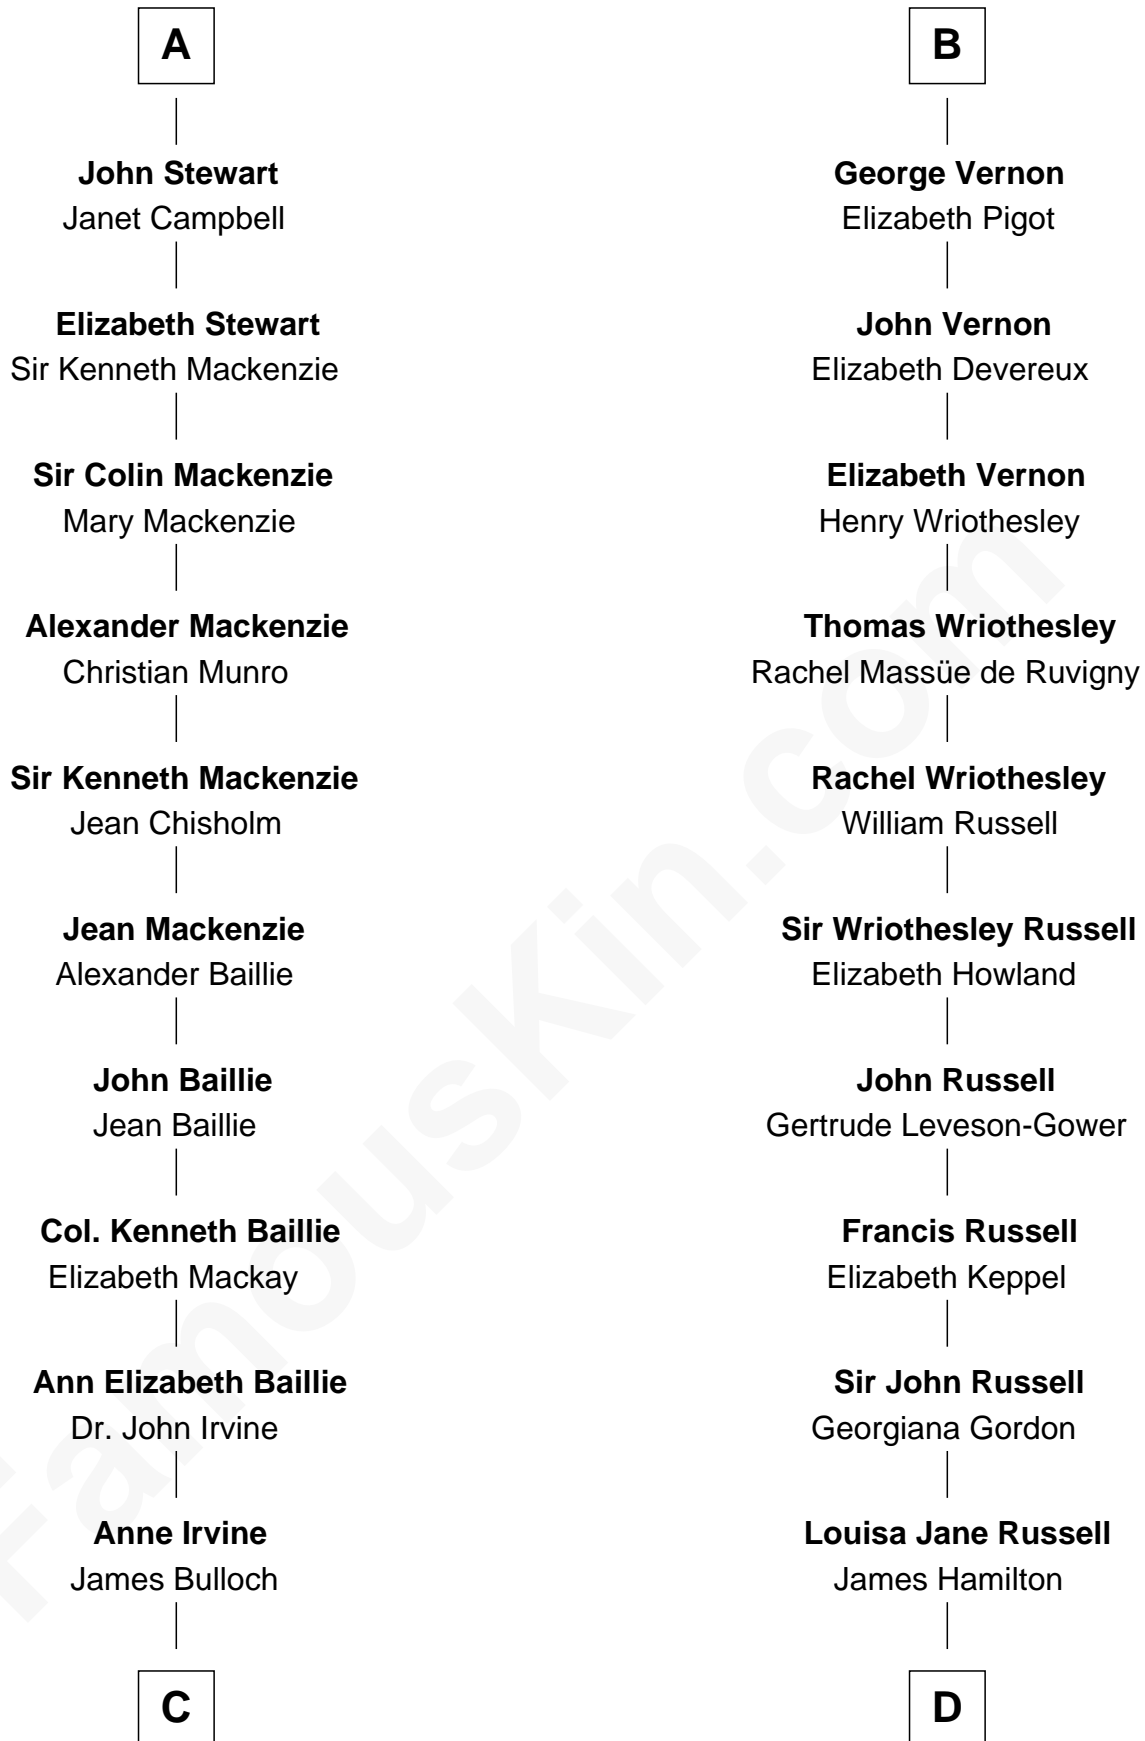 A
John Stewart
Janet Campbell
Elizabeth Stewart
Sir Kenneth Mackenzie
Sir Colin Mackenzie
Mary Mackenzie
Alexander Mackenzie
Christian Munro
Sir Kenneth Mackenzie
Jean Chisholm
Jean Mackenzie
Alexander Baillie
John Baillie
Jean Baillie
Col. Kenneth Baillie
Elizabeth Mackay
Ann Elizabeth Baillie
Dr. John Irvine
Anne Irvine
James Bulloch
C
B
George Vernon
Elizabeth Pigot
John Vernon
Elizabeth Devereux
Elizabeth Vernon
Henry Wriothesley
Thomas Wriothesley
Rachel Massüe de Ruvigny
Rachel Wriothesley
William Russell
Sir Wriothesley Russell
Elizabeth Howland
John Russell
Gertrude Leveson-Gower
Francis Russell
Elizabeth Keppel
Sir John Russell
Georgiana Gordon
Louisa Jane Russell
James Hamilton
D
FamousKin.com